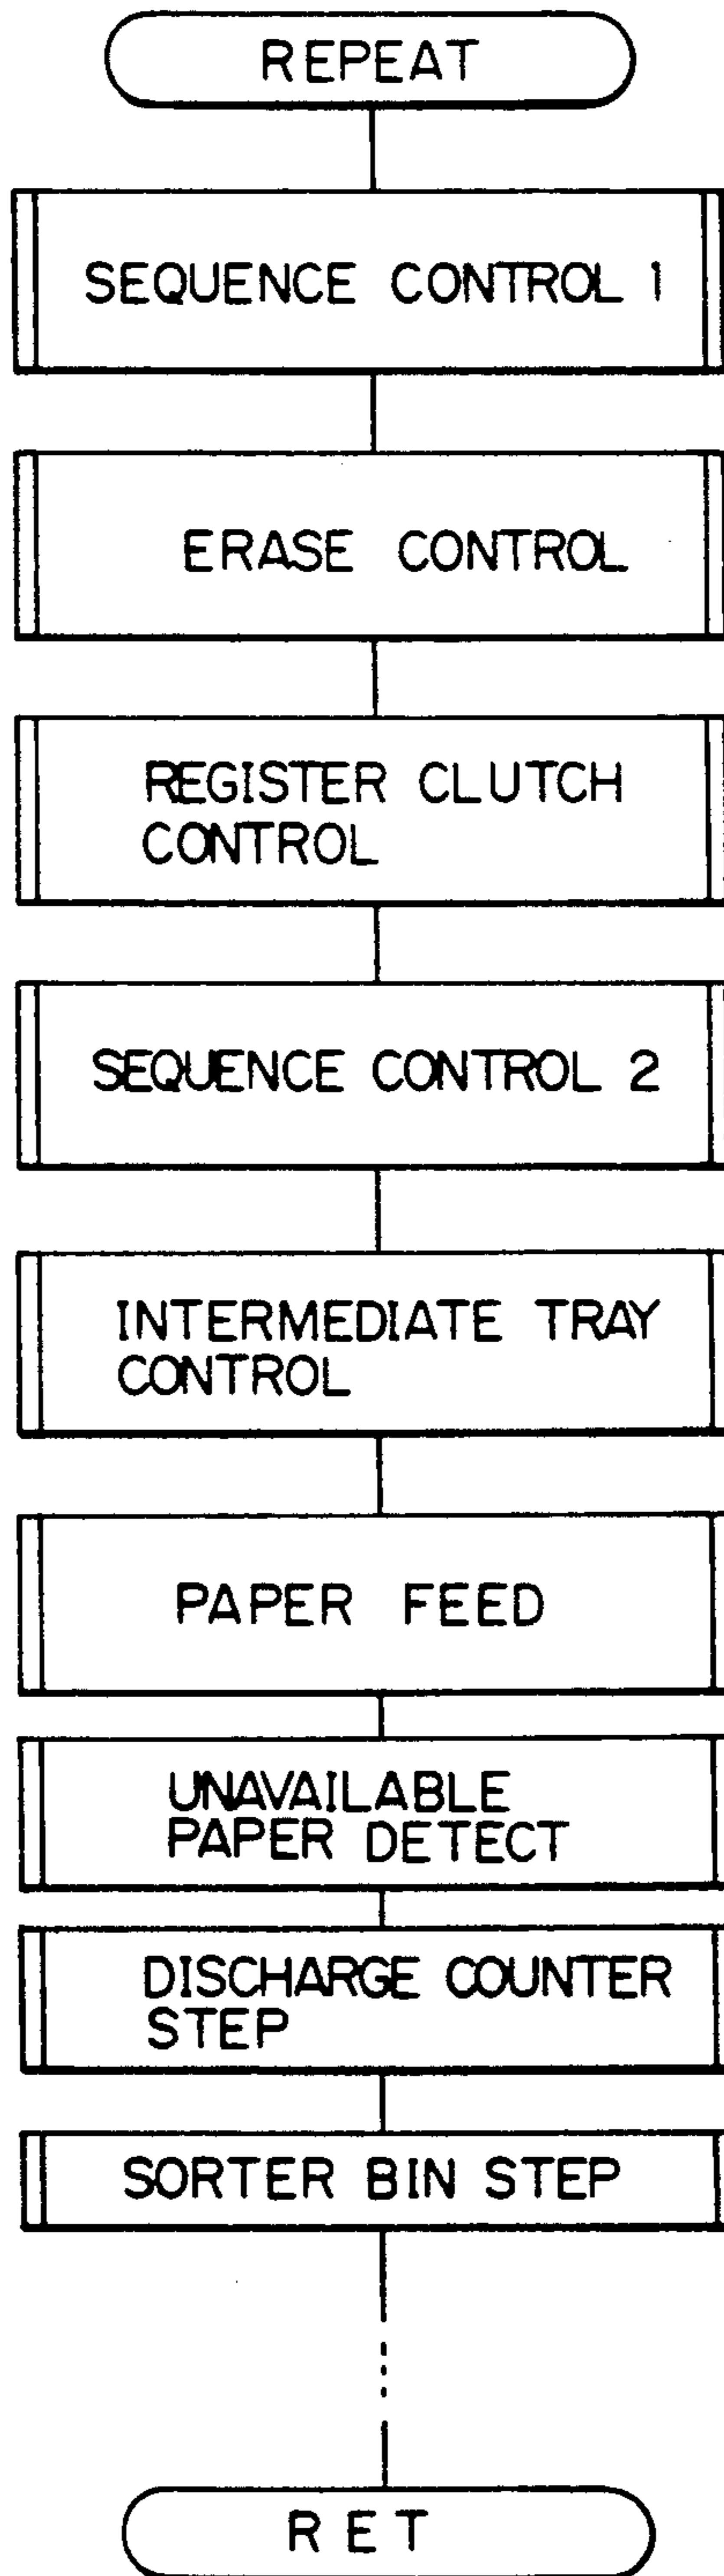 REPEAT
SEQUENCE CONTROL 1
ERASE CONTROL
REGISTER CLUTCH
CONTROL
SEQUENCE CONTROL 2
INTERMEDIATE TRAY
CONTROL
PAPER FEED
UNAVAILABLE
PAPER DETECT
DISCHARGE COUNTER
STEP
SORTER BIN STEP
RET